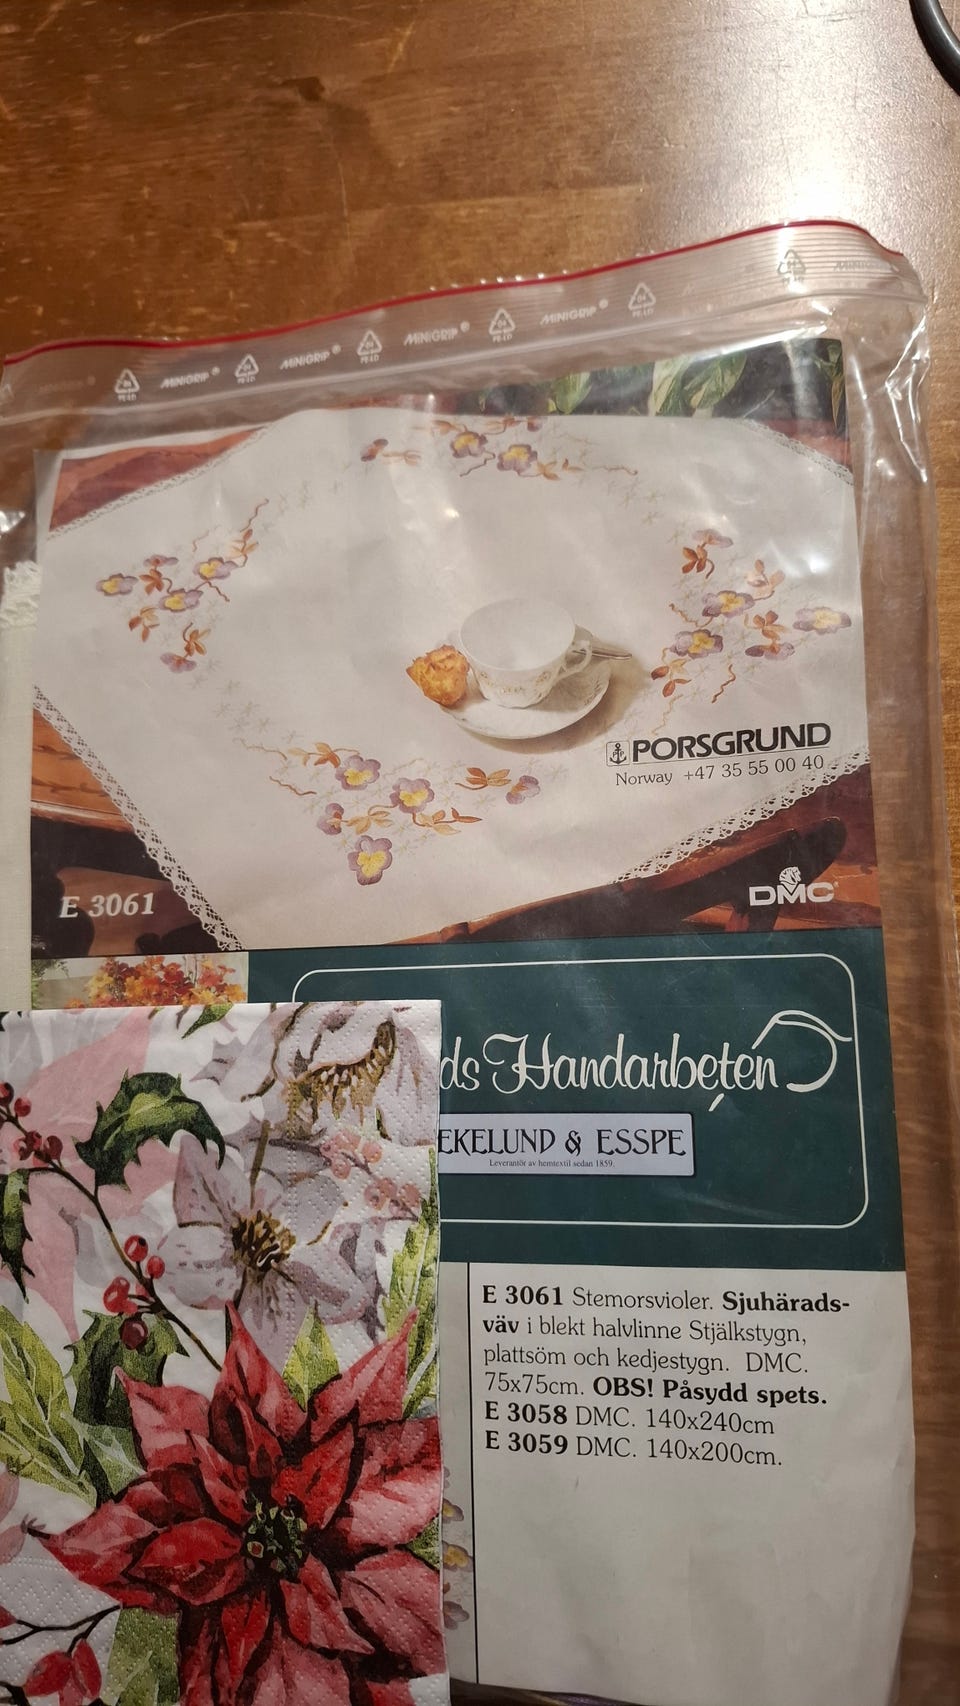 MINIGRIP®
MINIGRIP®
MINIGRIP®
MINIGRIP®
PORSGRUND
Norway +47 35 55 00 40
E 3061
DMC®
ds Handarbeten
EKELUND & ESSPE
Leverantör av hemtextil sedan 1859.
E 3061 Stemorsvioler. Sjuhärads-
väv i blekt halvlinne Stjälkstygn,
plattsöm och kedjestygn. DMC.
75x75cm. OBS! Påsydd spets.
E 3058 DMC. 140x240cm
E 3059 DMC. 140x200cm.